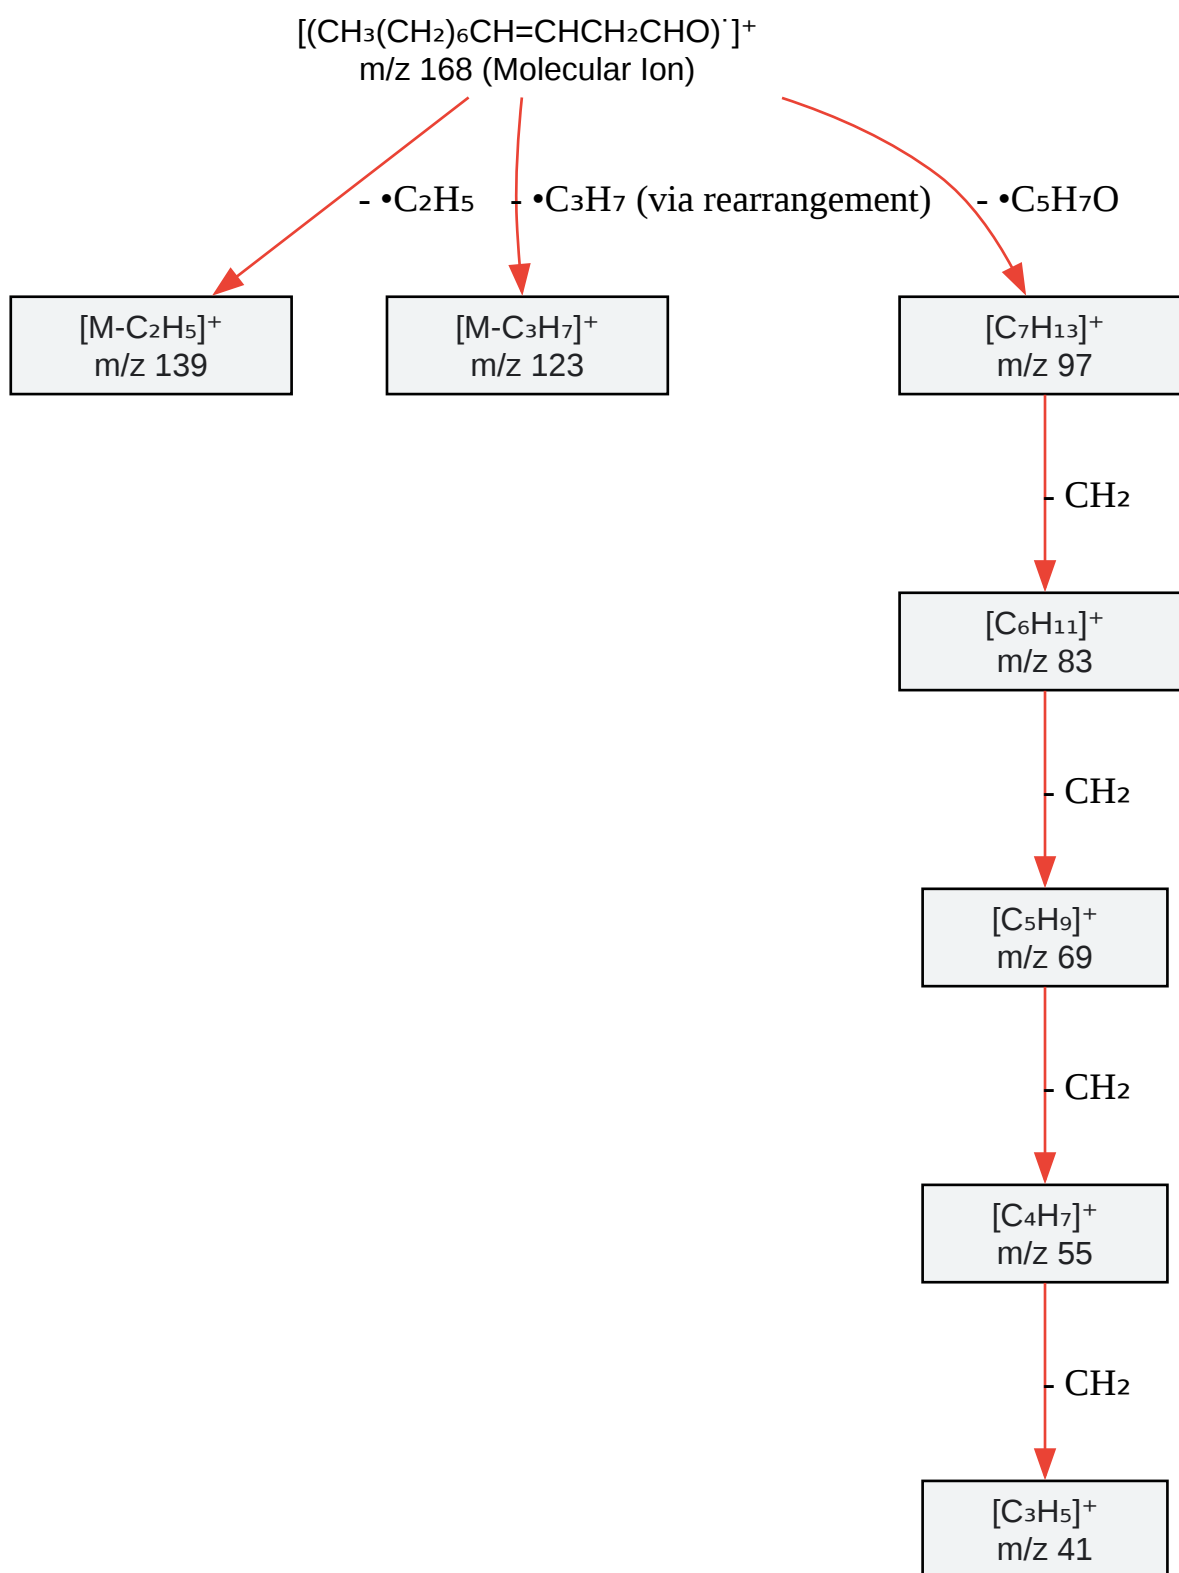 [(CH₃(CH₂)₆CH=CHCH₂CHO)˙]⁺
m/z 168 (Molecular Ion)
- •C₂H₅
- •C₃H₇ (via rearrangement)
- •C₅H₇O
[M-C₂H₅]⁺
m/z 139
[M-C₃H₇]⁺
m/z 123
[C₇H₁₃]⁺
m/z 97
- CH₂
[C₆H₁₁]⁺
m/z 83
- CH₂
[C₅H₉]⁺
m/z 69
- CH₂
[C₄H₇]⁺
m/z 55
- CH₂
[C₃H₅]⁺
m/z 41